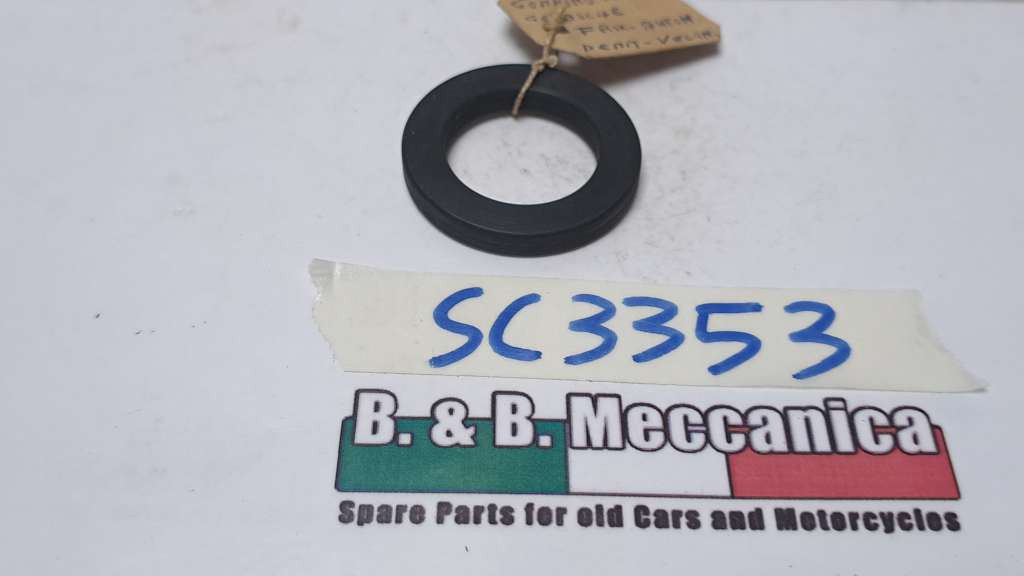 SC3353
B. & B. Meccanica
Spare Parts for old Cars and Motorcycles